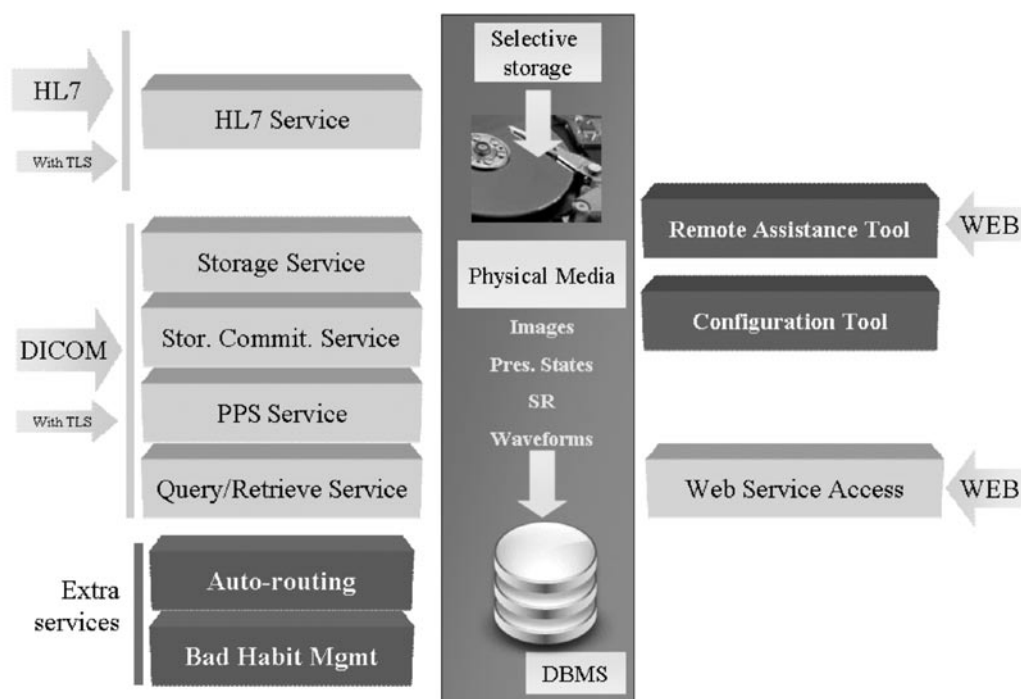 HL7
With TLS
HL7 Service
DICOM
With TLS
Storage Service
Stor. Commit. Service
PPS Service
Query/Retrieve Service
Extra
services
Auto-routing
Bad Habit Mgmt
Selective
storage
Physical Media
Images
Pres. States
SR
Waveforms
DBMS
Remote Assistance Tool
WEB
Configuration Tool
Web Service Access
WEB